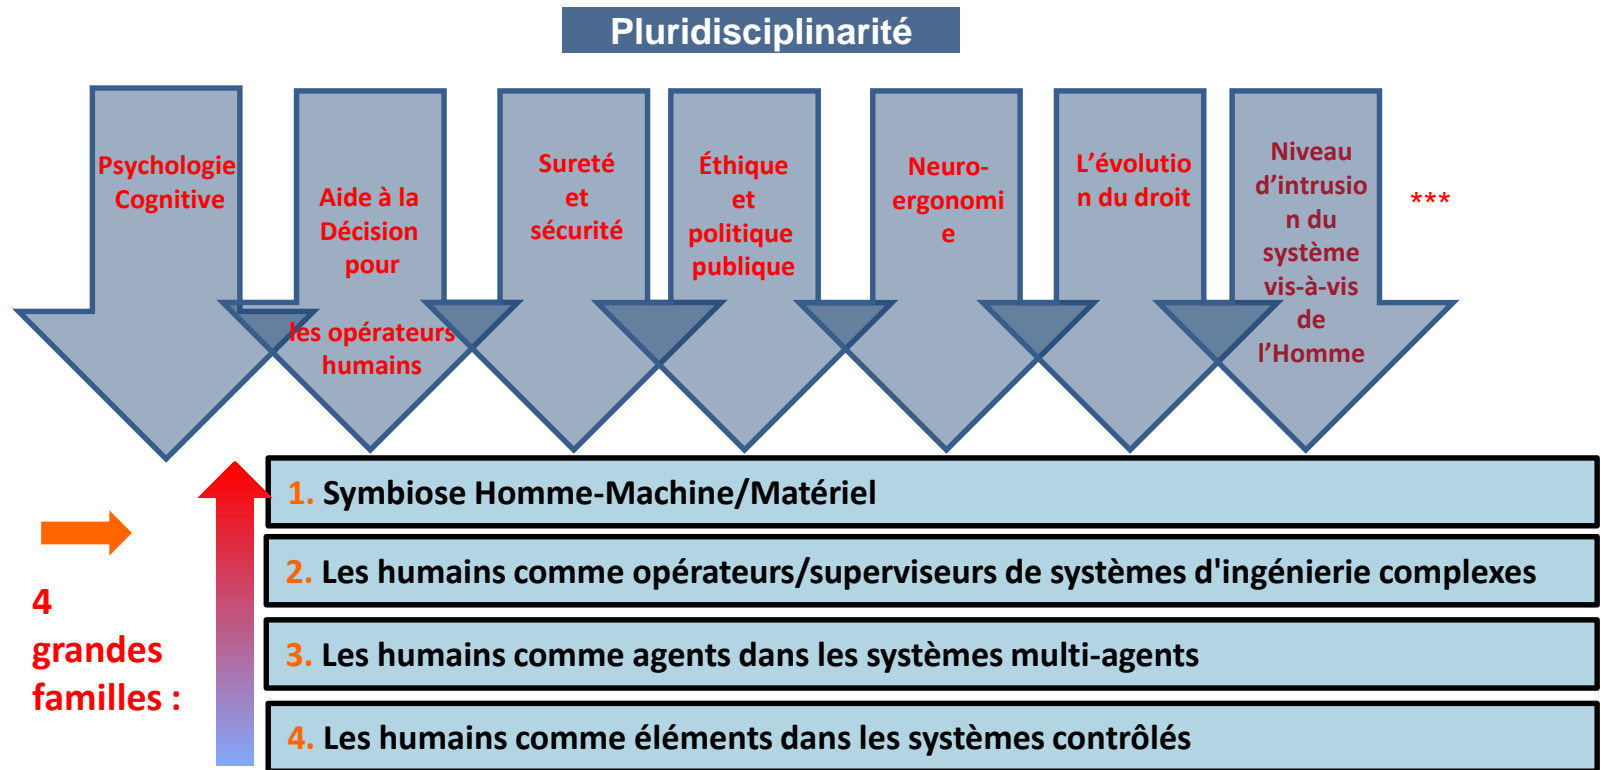 Pluridisciplinarité
Psychologie
Cognitive
Aide à la
Décision
pour
les opérateurs
humains
Sureté
et
sécurité
Éthique
et
politique
publique
Neuro-
ergonomi
e
L'évolutio
n du droit
Niveau
d'intrusio
n du
système
vis-à-vis
de
l'Homme
***
4
grandes
familles :
1. Symbiose Homme-Machine/Matériel
2. Les humains comme opérateurs/superviseurs de systèmes d'ingénierie complexes
3. Les humains comme agents dans les systèmes multi-agents
4. Les humains comme éléments dans les systèmes contrôlés